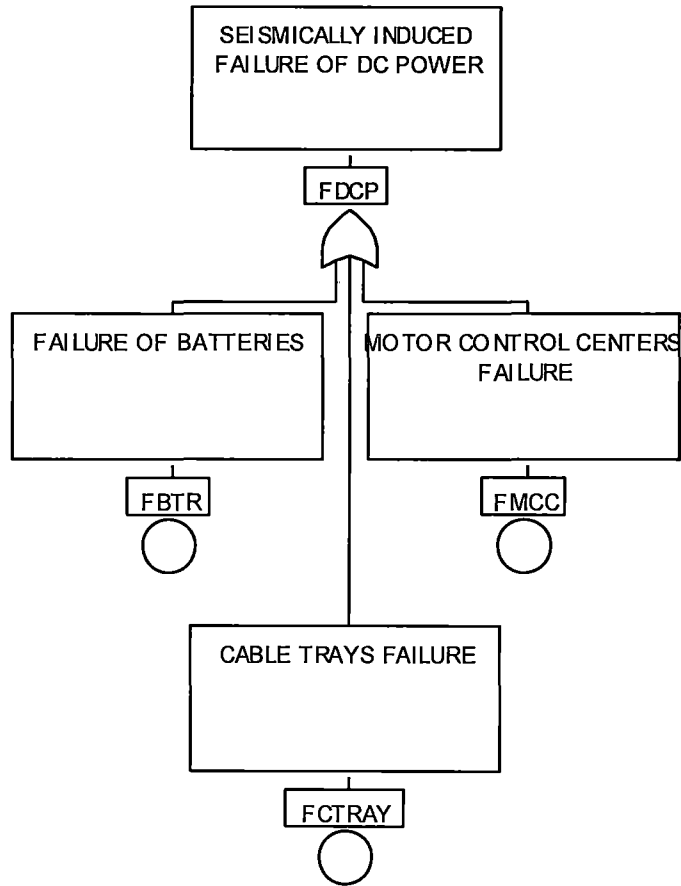 SEISMICALLY INDUCED
FAILURE OF DC POWER
FDCP
FAILURE OF BATTERIES
FBTR
MOTOR CONTROL CENTERS
FAILURE
FMCC
CABLE TRAYS FAILURE
FCTRAY